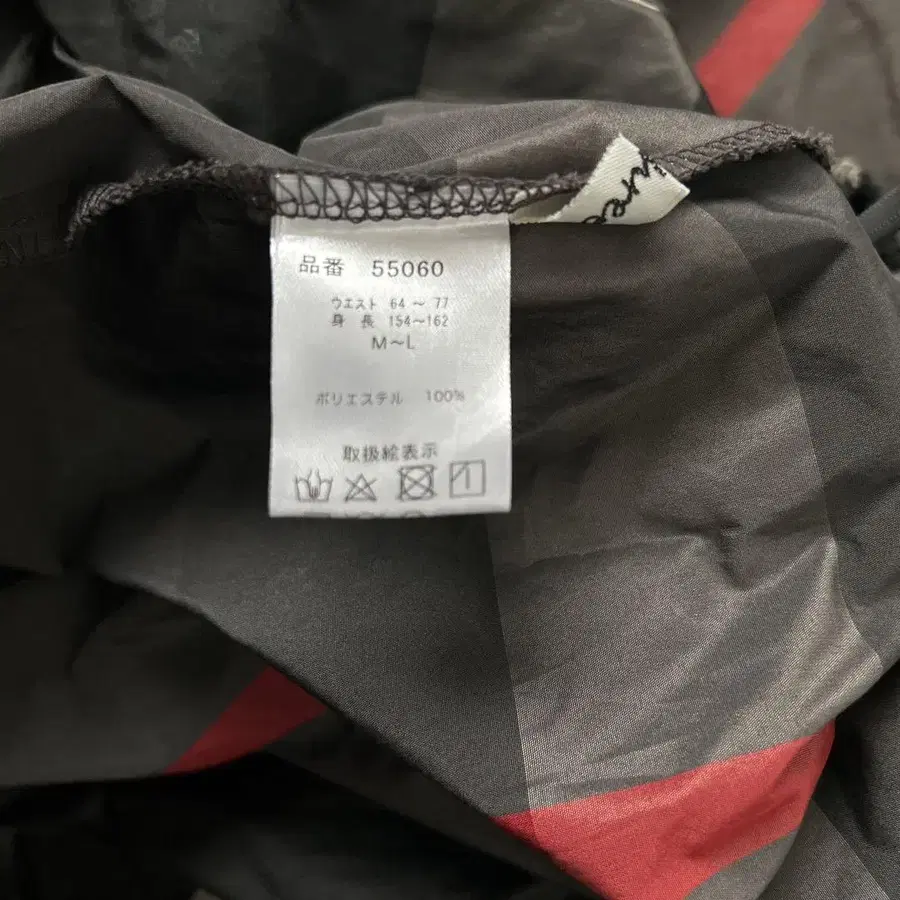 品番 55060
ウエスト 64～77
身長 154～162
M～L
ポリエステル 100%
取扱絵表示